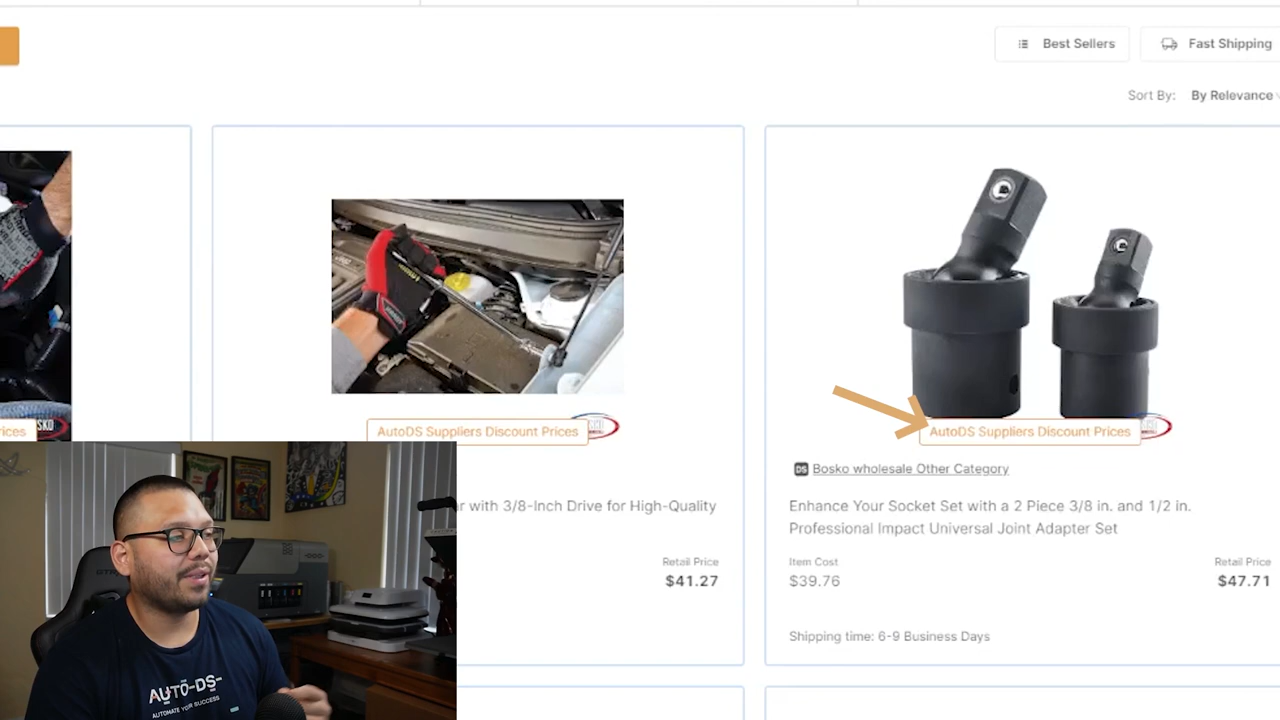 Best Sellers
Fast Shipping
Sort By: By Relevance
ices
AutoDS Suppliers Discount Prices
AutoDS Suppliers Discount Prices
DS Bosko wholesale Other Category
r with 3/8-Inch Drive for High-Quality
Enhance Your Socket Set with a 2 Piece 3/8 in. and 1/2 in.
Professional Impact Universal Joint Adapter Set
Retail Price
$41.27
Item Cost
$39.76
Retail Price
$47.71
Shipping time: 6-9 Business Days
AUTO-DS-
AUTOMATE YOUR SUCCESS